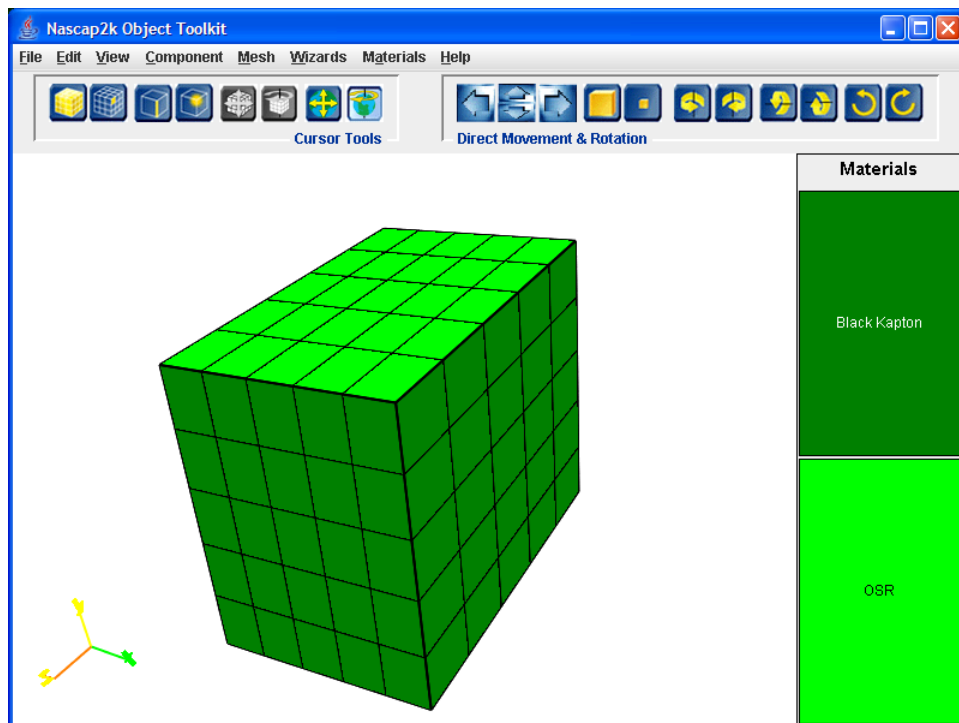 Nascap2k Object Toolkit
File Edit View Component Mesh Wizards Materials Help
Cursor Tools
Direct Movement & Rotation
Materials
Black Kapton
OSR
y
x